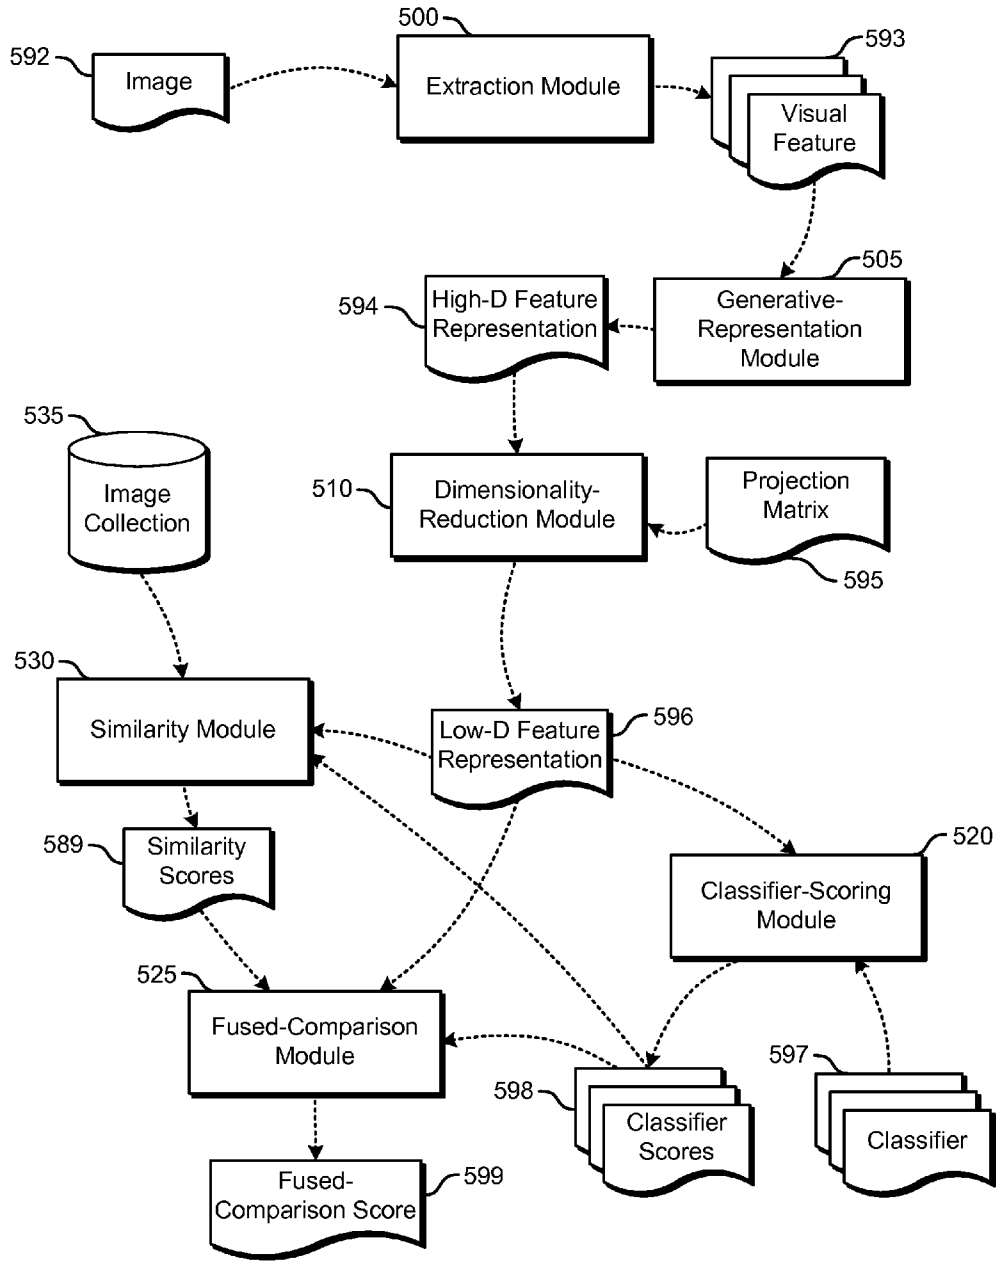 592
Image
500
Extraction Module
593
Visual
Feature
505
Generative-
Representation
Module
594
High-D Feature
Representation
535
Image
Collection
510
Dimensionality-
Reduction Module
Projection
Matrix
595
530
Similarity Module
Low-D Feature
Representation
596
589
Similarity
Scores
520
Classifier-Scoring
Module
525
Fused-Comparison
Module
598
Classifier
Scores
597
Classifier
Fused-
Comparison Score
599